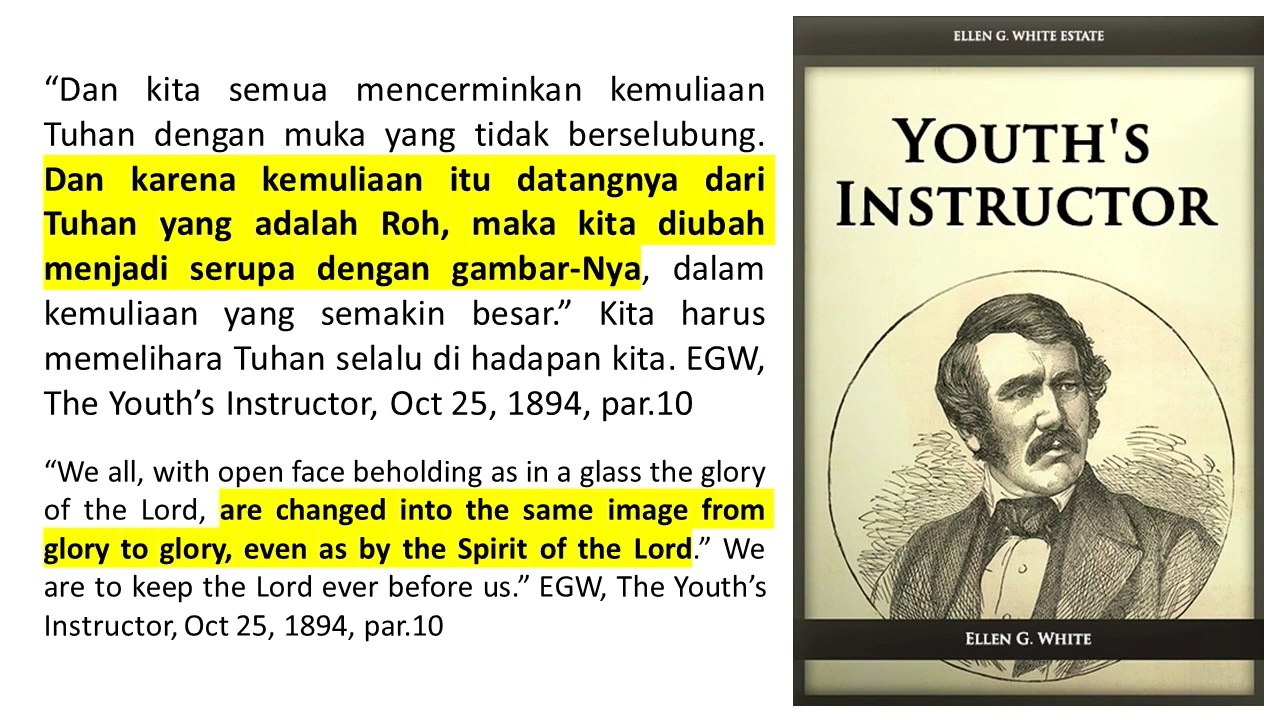 “Dan kita semua mencerminkan kemuliaan
Tuhan dengan muka yang tidak berselubung.
Dan karena kemuliaan itu datangnya dari
Tuhan yang adalah Roh, maka kita diubah
menjadi serupa dengan gambar-Nya, dalam
kemuliaan yang semakin besar.” Kita harus
memelihara Tuhan selalu di hadapan kita. EGW,
The Youth’s Instructor, Oct 25, 1894, par.10
“We all, with open face beholding as in a glass the glory
of the Lord, are changed into the same image from
glory to glory, even as by the Spirit of the Lord.” We
are to keep the Lord ever before us.” EGW, The Youth’s
Instructor, Oct 25, 1894, par.10
ELLEN G. WHITE ESTATE
YOUTH'S
INSTRUCTOR
ELLEN G. WHITE